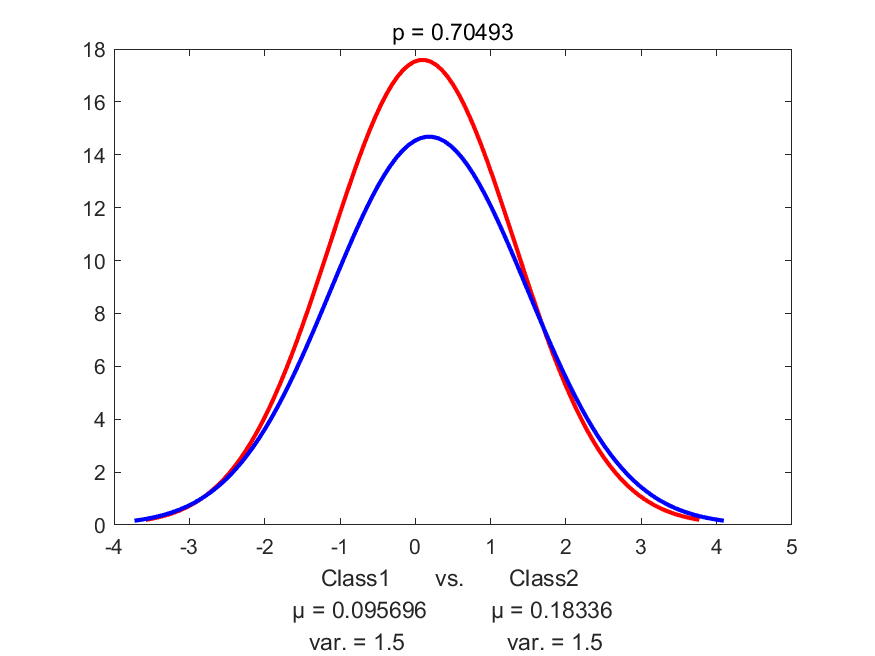 p = 0.70493
18
16
14
12
10
8
6
4
2
0
-4 -3 -2 -1 0 1 2 3 4 5
Class1 vs. Class2
μ = 0.095696 μ = 0.18336
var. = 1.5 var. = 1.5